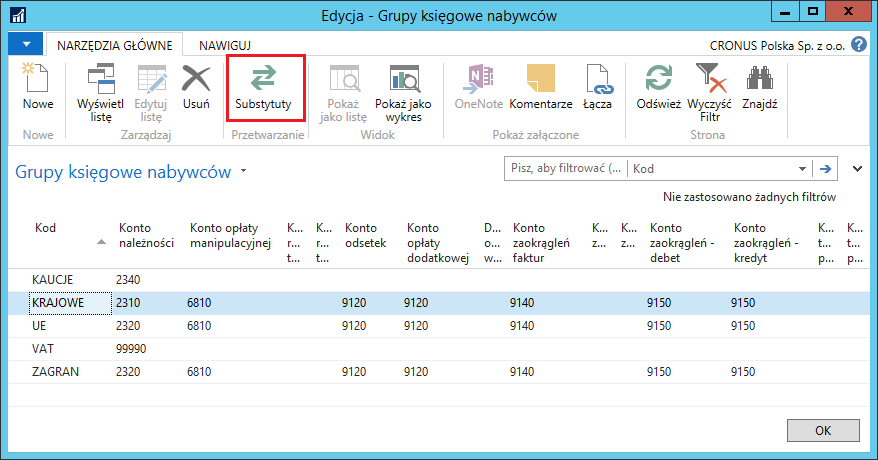 Edycja - Grupy księgowe nabywców
NARZĘDZIA GŁÓWNE NAWIGUJ CRONUS Polska Sp. z o.o.
Nowe
Wyświetl listę
Edytuj listę
Usuń
Substytuty
Pokaż jako listę
Pokaż jako wykres
OneNote
Komentarze
Łącza
Odśwież
Wyczyść Filtr
Znajdź
Nowe Zarządzaj Przetwarzanie Widok Pokaż załączone Strona
Grupy księgowe nabywców
Pisz, aby filtrować (... Kod
Nie zastosowano żadnych filtrów
Kod
Konto należności
Konto opłaty manipulacyjnej
K... r... t...
K... r... t...
Konto odsetek
Konto opłaty dodatkowej
D... o... w...
Konto zaokrągleń faktur
K... z...
K... z...
Konto zaokrągleń - debet
Konto zaokrągleń - kredyt
K... t... p...
K... t... p...
KAUCJE 2340
KRAJOWE 2310 6810 9120 9120 9140 9150 9150
UE 2320 6810 9120 9120 9140 9150 9150
VAT 99990
ZAGRAN 2320 6810 9120 9120 9140 9150 9150
OK